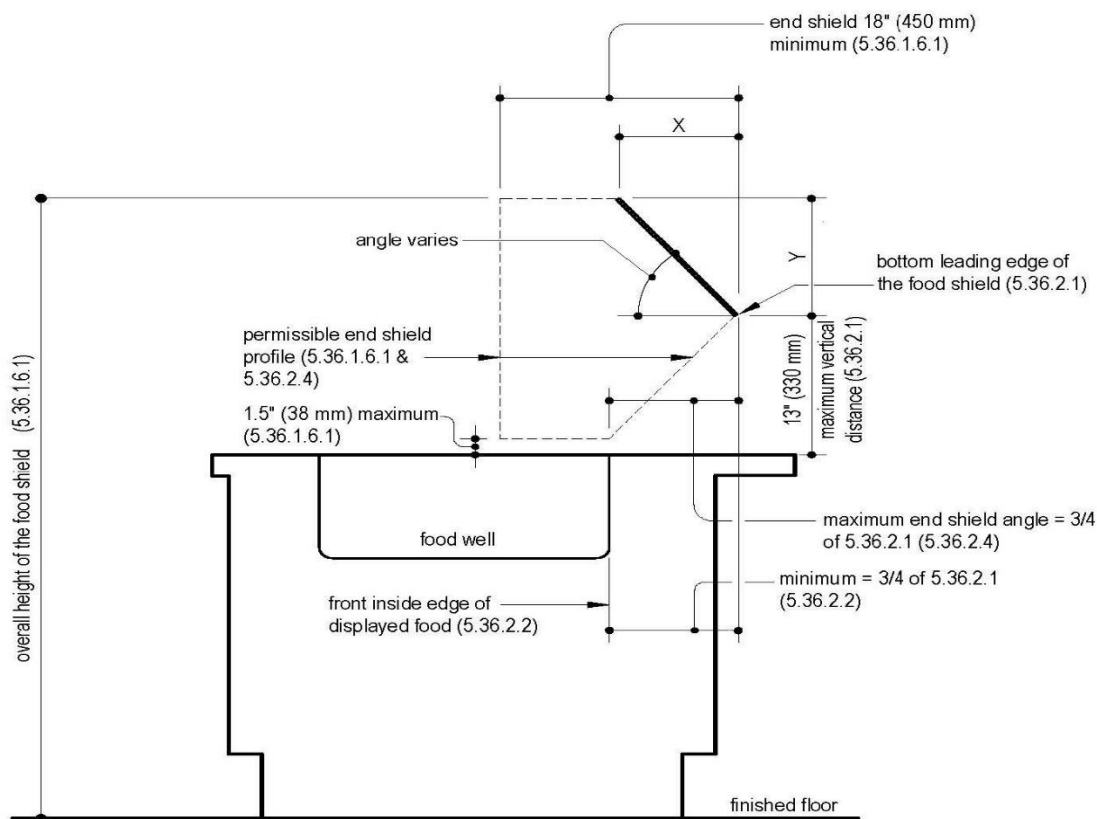 end shield 18" (450 mm)
minimum (5.36.1.6.1)
X
angle varies
Y
bottom leading edge of
the food shield (5.36.2.1)
permissible end shield
profile (5.36.1.6.1 &
5.36.2.4)
13" (330 mm)
maximum vertical
distance (5.36.2.1)
1.5" (38 mm) maximum
(5.36.1.6.1)
overall height of the food shield (5.36.1.6.1)
food well
maximum end shield angle = 3/4
of 5.36.2.1 (5.36.2.4)
minimum = 3/4 of 5.36.2.1
(5.36.2.2)
front inside edge of
displayed food (5.36.2.2)
finished floor